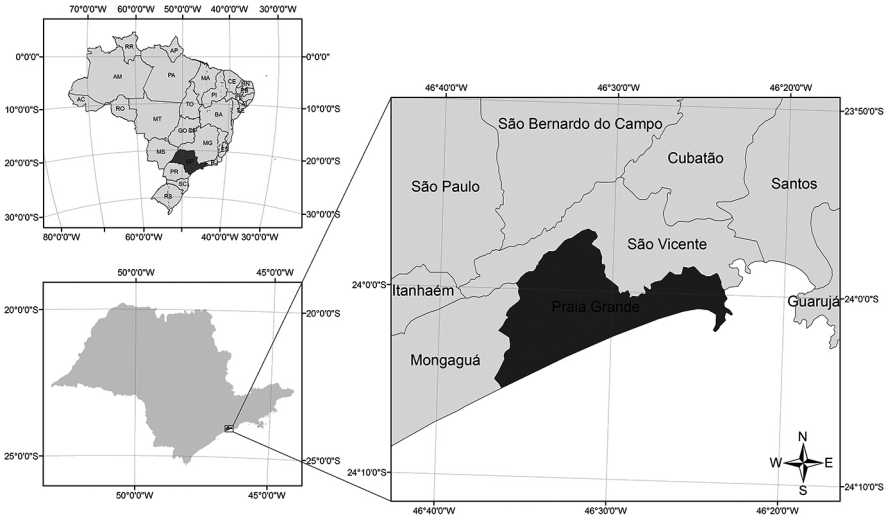 70°0'0"W 60°0'0"W 50°0'0"W 40°0'0"W
0°0'0"
10°0'0"S
20°0'0"S
30°0'0"S
0°0'0"S
10°0'0"S
20°0'0"S
30°0'0"S
RR
AP
AM
PA
MA
CE
RN
PB
PI
AC
RO
TO
BA
MT
GO
MG
ES
MS
SP
RJ
PR
SC
RS
80°0'0"W 60°0'0"W 50°0'0"W 40°0'0"W 30°0'0"W
50°0'0"W 45°0'0"W
20°0'0"S
25°0'0"S
20°0'0"S
25°0'0"S
50°0'0"W 45°0'0"W
46°40'0"W 46°30'0"W 46°20'0"W
23°50'0"S
24°0'0"S
24°0'0"S
24°10'0"S
24°10'0"S
São Bernardo do Campo
Cubatão
São Paulo
Santos
São Vicente
Itanhaém
Praia Grande
Guarujá
Mongaguá
N
W E
S
46°40'0"W 46°30'0"W 46°20'0"W